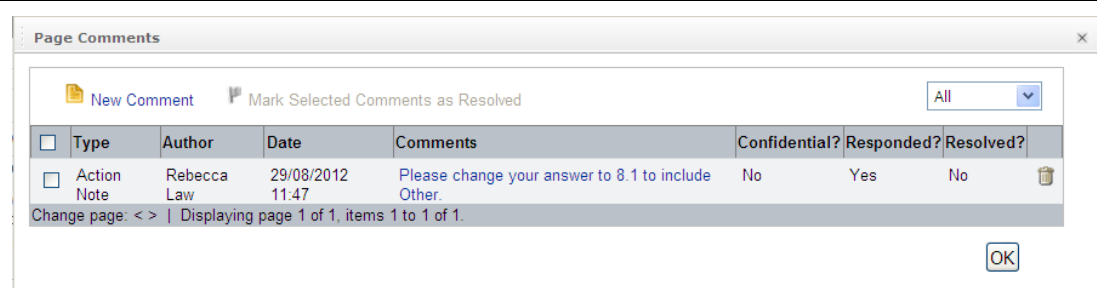 Page Comments
New Comment Mark Selected Comments as Resolved All
Type Author Date Comments Confidential? Responded? Resolved?
Action Rebecca 29/08/2012 Please change your answer to 8.1 to include No Yes No
Note Law 11:47 Other.
Change page: < > | Displaying page 1 of 1, items 1 to 1 of 1.
OK